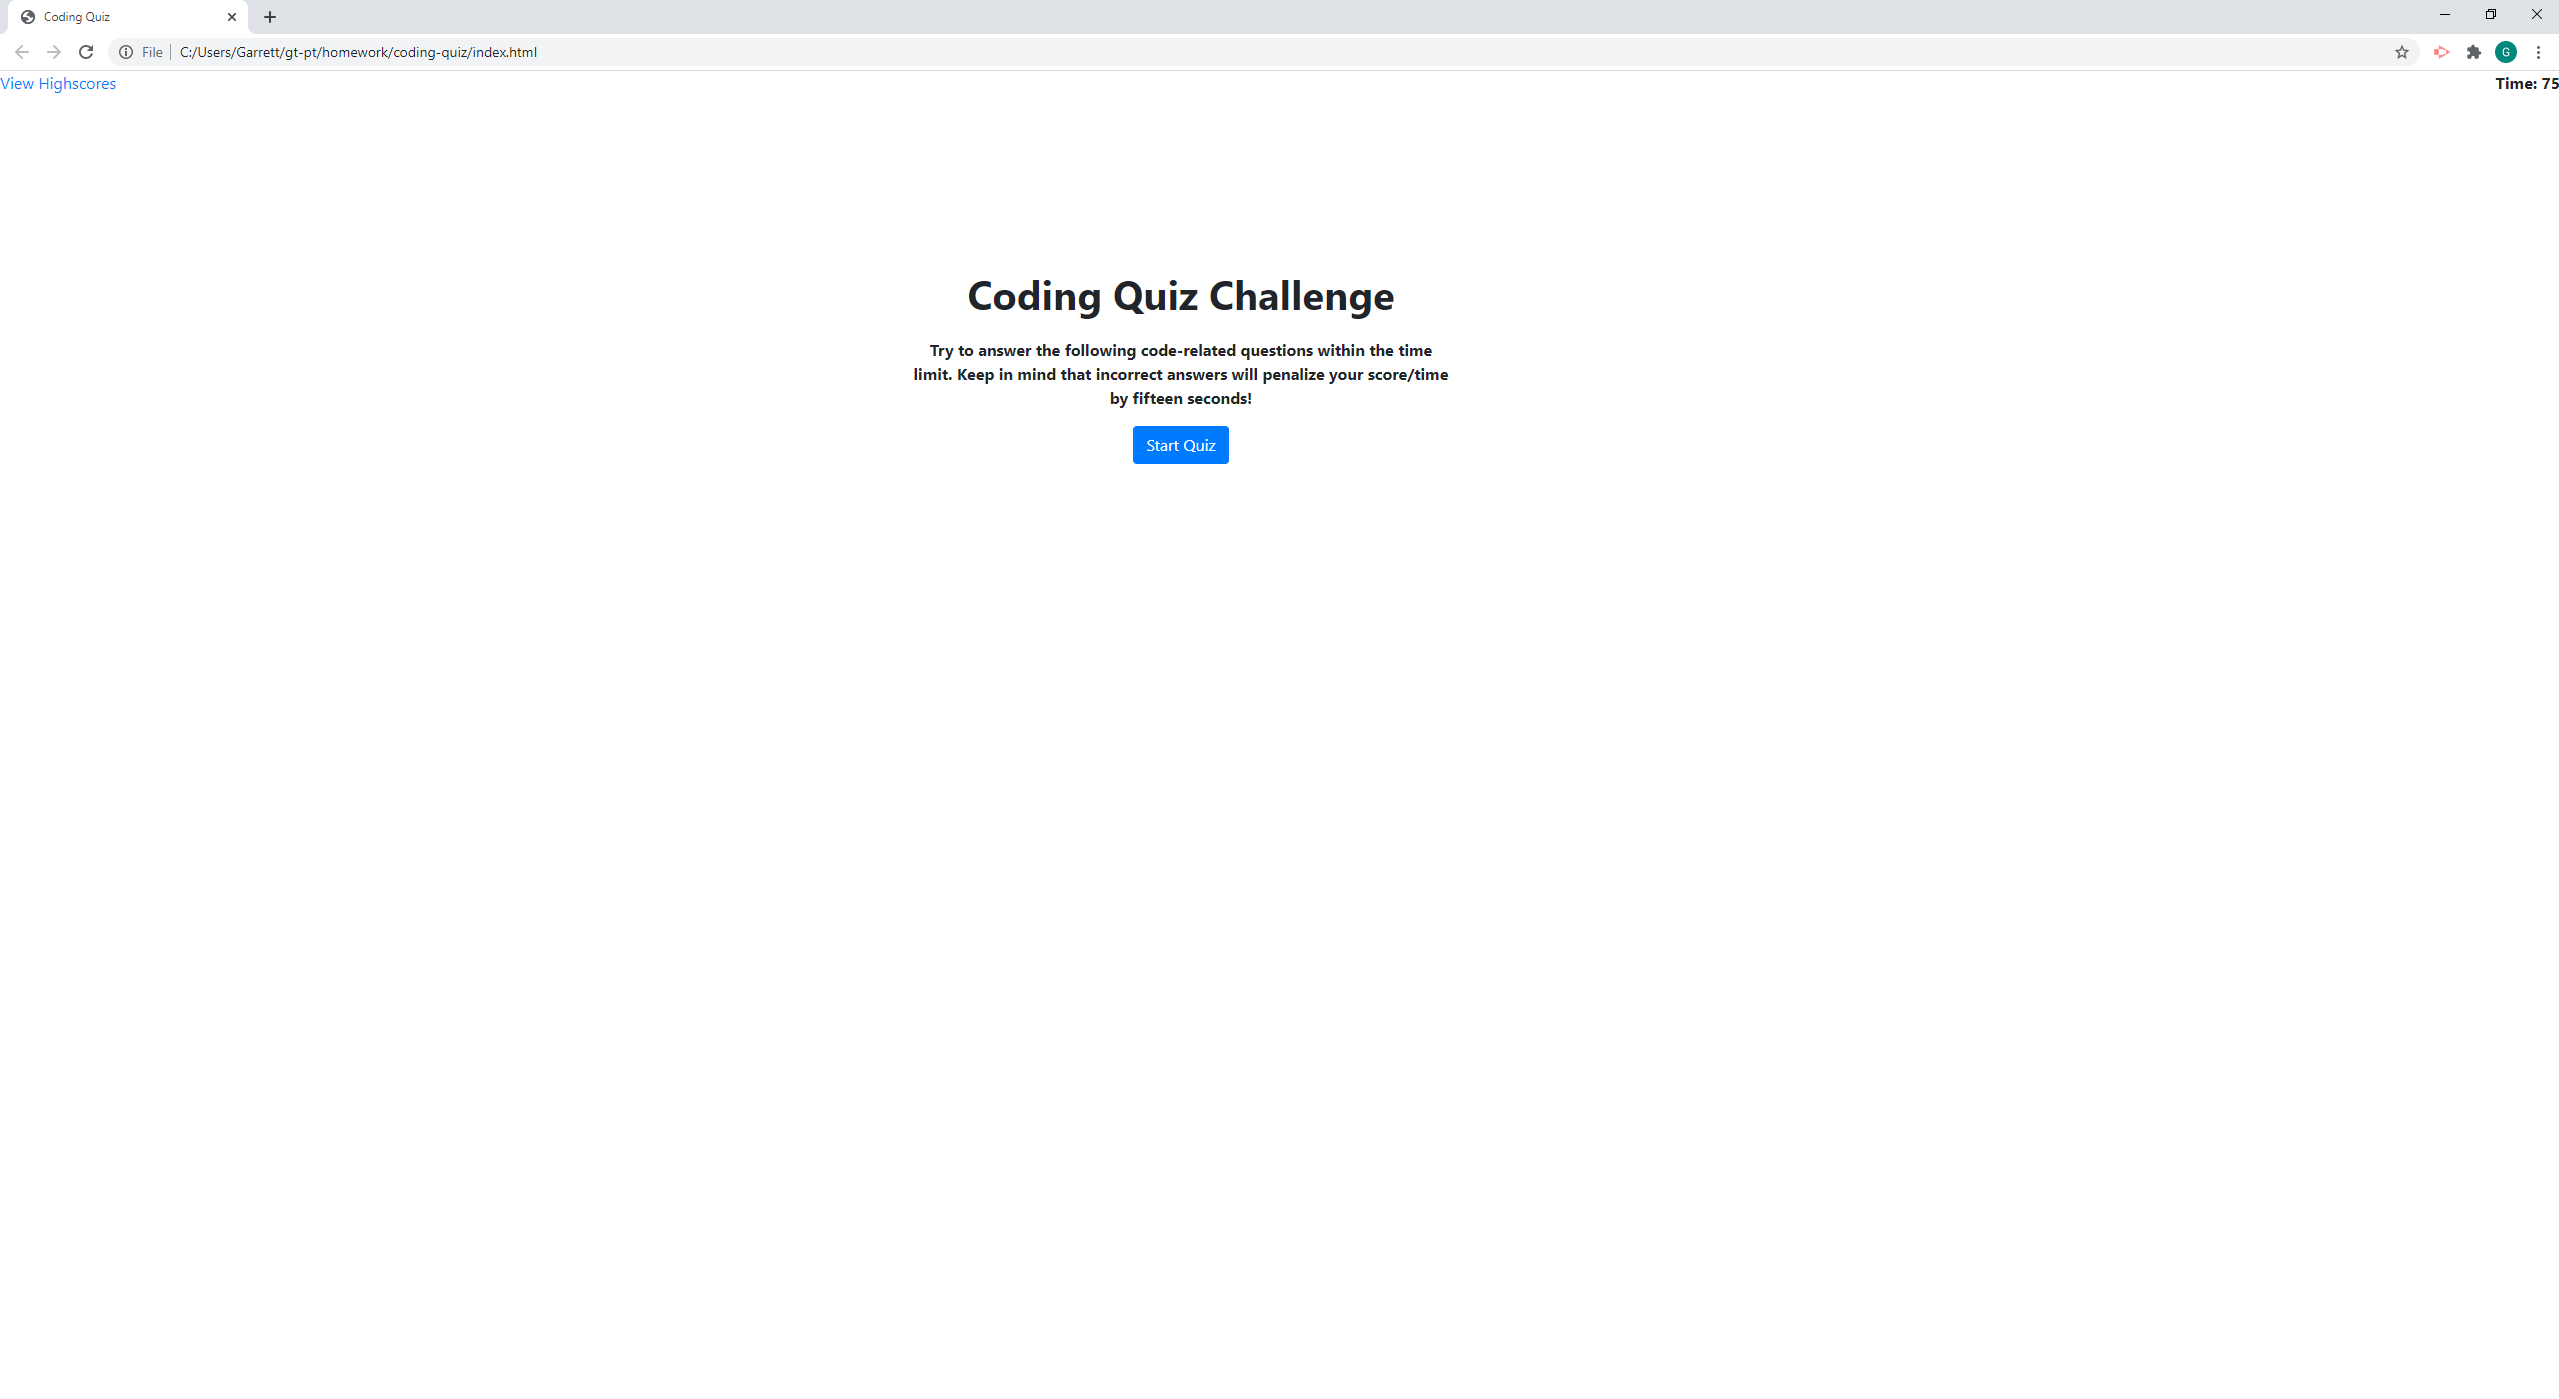 Coding Quiz
File C:/Users/Garrett/gt-pt/homework/coding-quiz/index.html
G
View Highscores
Time: 75
Coding Quiz Challenge
Try to answer the following code-related questions within the time
limit. Keep in mind that incorrect answers will penalize your score/time
by fifteen seconds!
Start Quiz